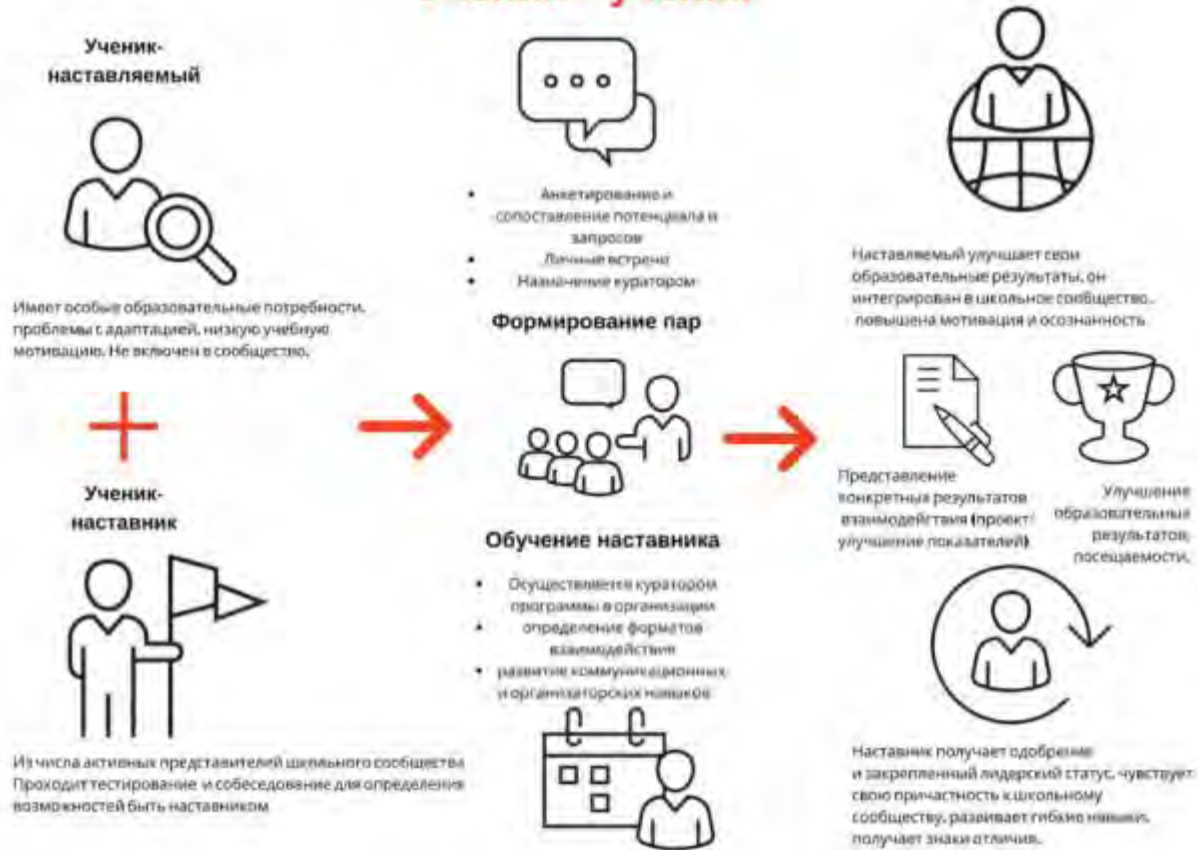 Ученик-
наставляемый
Имеет особые образовательные потребности,
проблемы с адаптацией, низкую учебную
мотивацию. Не включен в сообщество.
Ученик-
наставник
Из числа активных представителей школьного сообщества
Проходит тестирование и собеседование для определения
возможностей быть наставником
• Анкетирование и
сопоставление потенциала и
запросов
• Личные встречи
• Назначение куратором
Формирование пар
Обучение наставника
• Осуществляется куратором
программы в организации
• определение форматов
взаимодействия
• развитие коммуникационных
и организаторских навыков
Наставляемый улучшает свои
образовательные результаты, он
интегрирован в школьное сообщество,
повышена мотивация и осознанность
Представление
конкретных результатов
взаимодействия (проект/
улучшение показателей)
Улучшение
образовательных
результатов,
посещаемости.
Наставник получает одобрение
и закрепленный лидерский статус, чувствует
свою причастность к школьному
сообществу, развивает гибкие навыки,
получает знаки отличия.